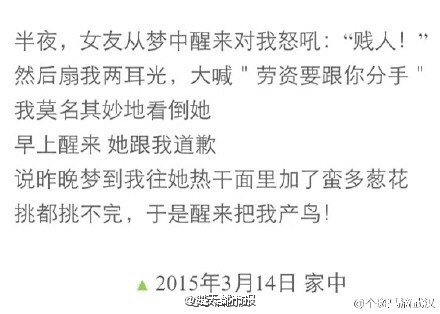 半夜，女友从梦中醒来对我怒吼：“贱人！”
然后扇我两耳光，大喊＂劳资要跟你分手＂
我莫名其妙地看倒她
早上醒来 她跟我道歉
说昨晚梦到我往她热干面里加了蛮多葱花
挑都挑不完，于是醒来把我产鸟！
▲ 2015年3月14日 家中